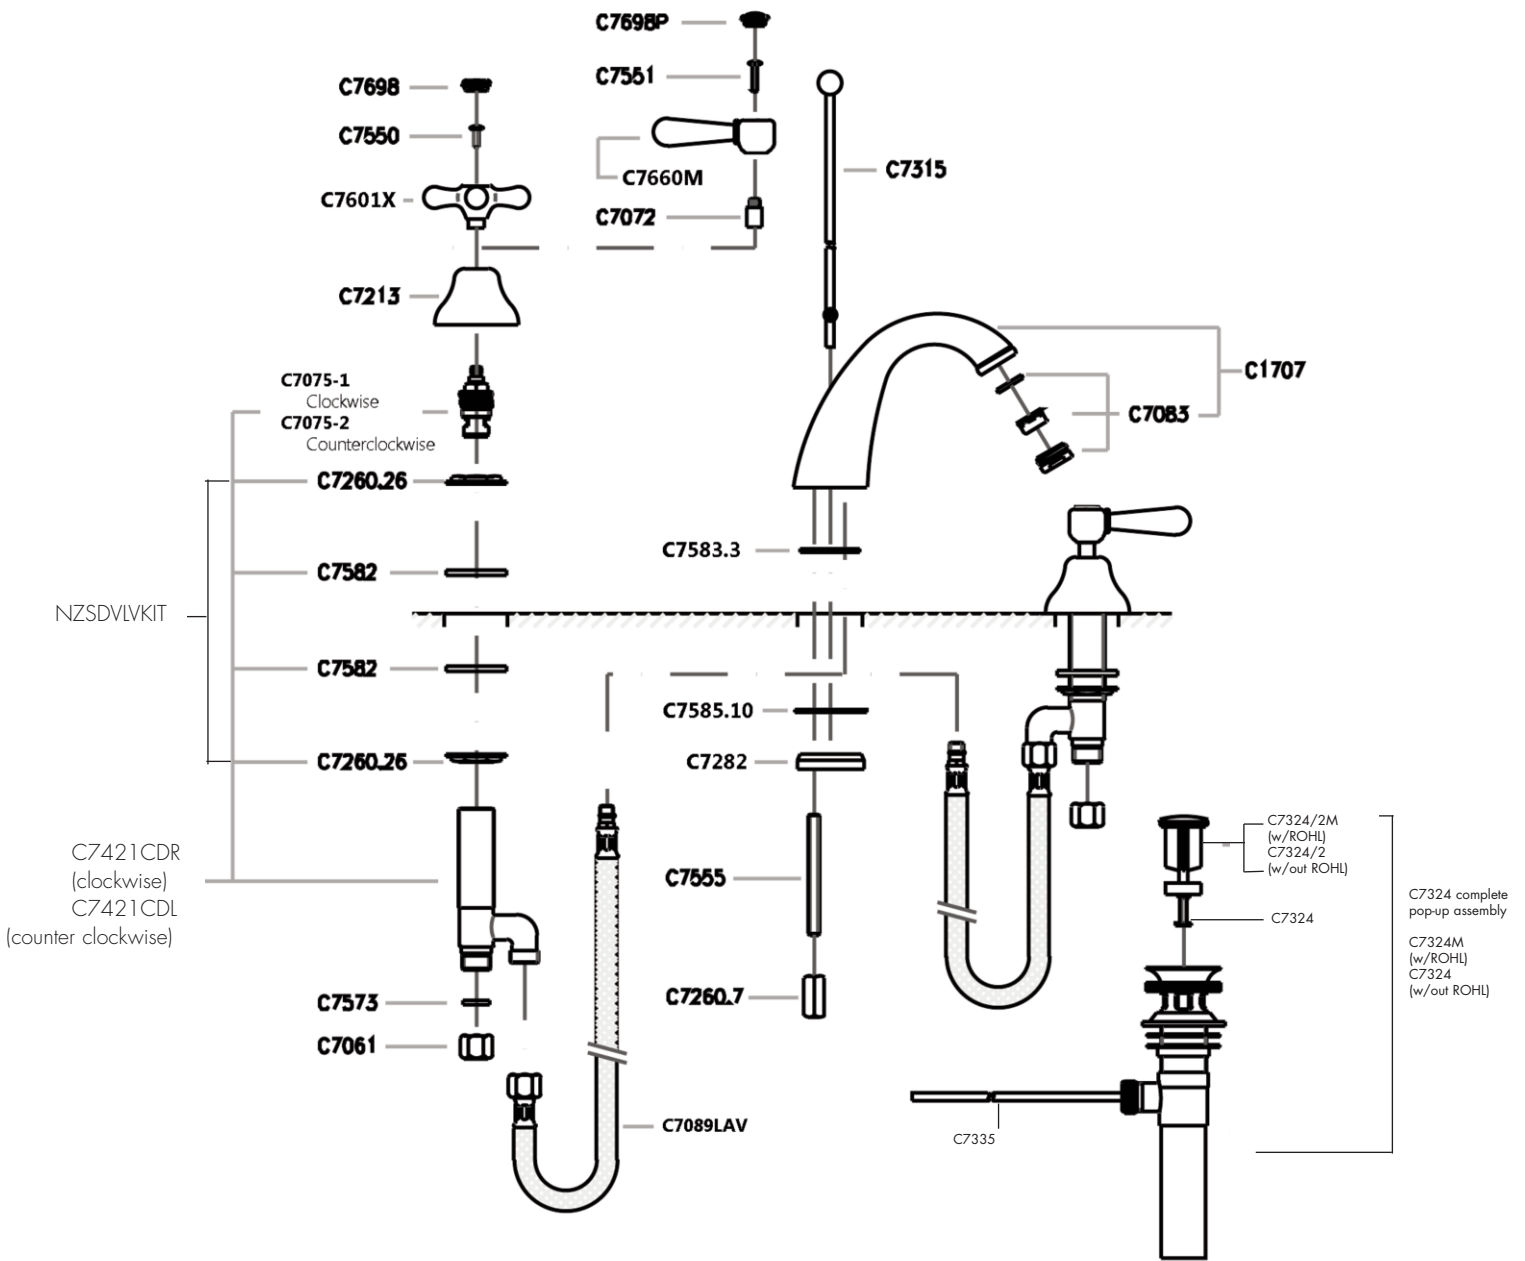 C7698P
C7551
C7698
C7550
C7601X
C7660M
C7072
C7315
C7213
C7075-1
Clockwise
C7075-2
Counterclockwise
C1707
C7083
C7260.26
C7583.3
C7582
NZSDVLVKIT
C7582
C7585.10
C7260.26
C7282
C7421CDR
(clockwise)
C7421CDL
(counter clockwise)
C7555
C7324/2M
(w/ROHL)
C7324/2
(w/out ROHL)
C7324
C7324 complete
pop-up assembly
C7324M
(w/ROHL)
C7324
(w/out ROHL)
C7573
C7260.7
C7061
C7089LAV
C7335